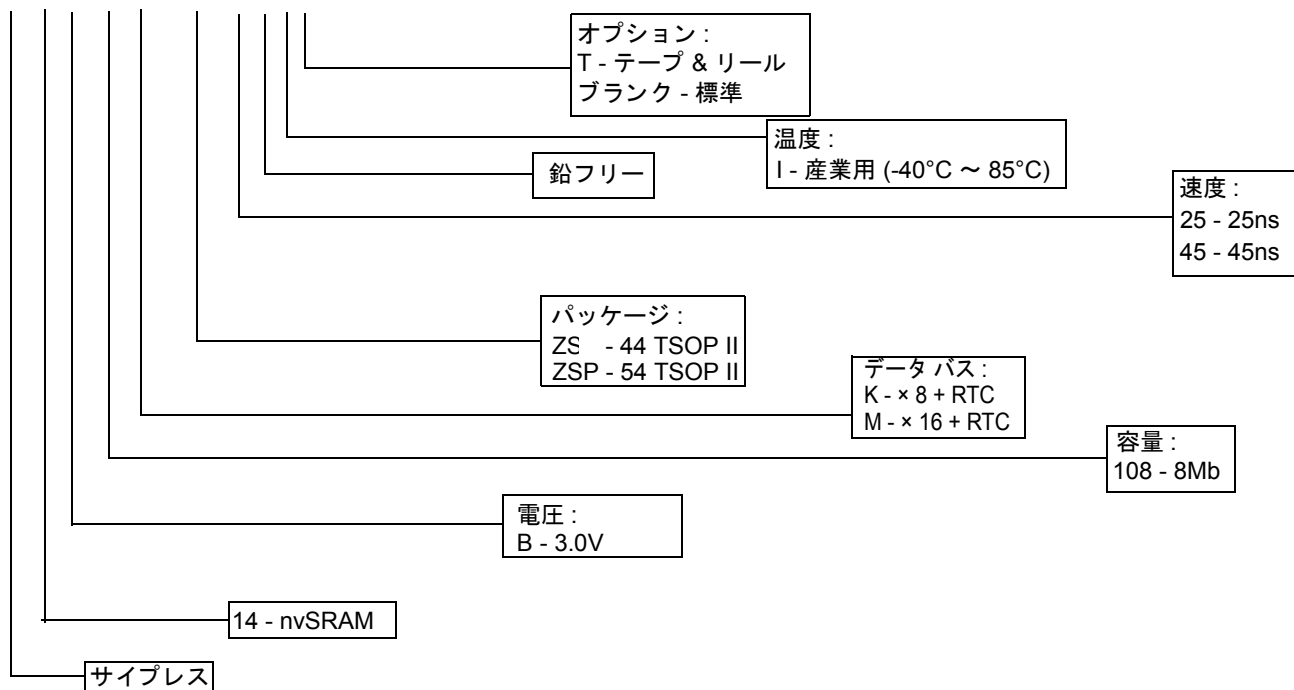 オプション :
T - テープ & リール
ブランク - 標準
温度 :
I - 産業用 (-40°C ～ 85°C)
鉛フリー
速度 :
25 - 25ns
45 - 45ns
パッケージ :
ZS - 44 TSOP II
ZSP - 54 TSOP II
データ バス :
K - × 8 + RTC
M - × 16 + RTC
容量 :
108 - 8Mb
電圧 :
B - 3.0V
14 - nvSRAM
サイプレス